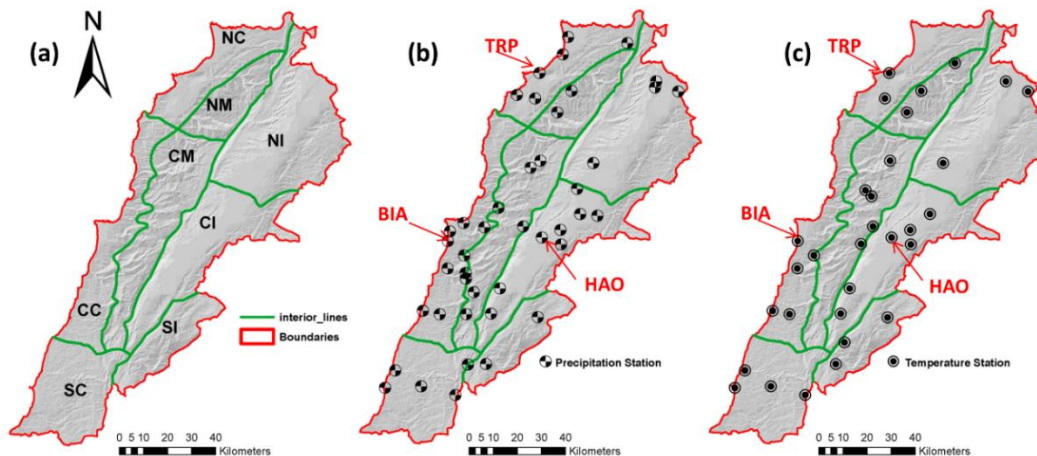 (a)
N
NC
NM
CM
NI
CI
CC
SI
SC
interior_lines
Boundaries
0 5 10 20 30 40
Kilometers
(b)
TRP
BIA
HAO
Precipitation Station
0 5 10 20 30 40
Kilometers
(c)
TRP
BIA
HAO
Temperature Station
0 5 10 20 30 40
Kilometers